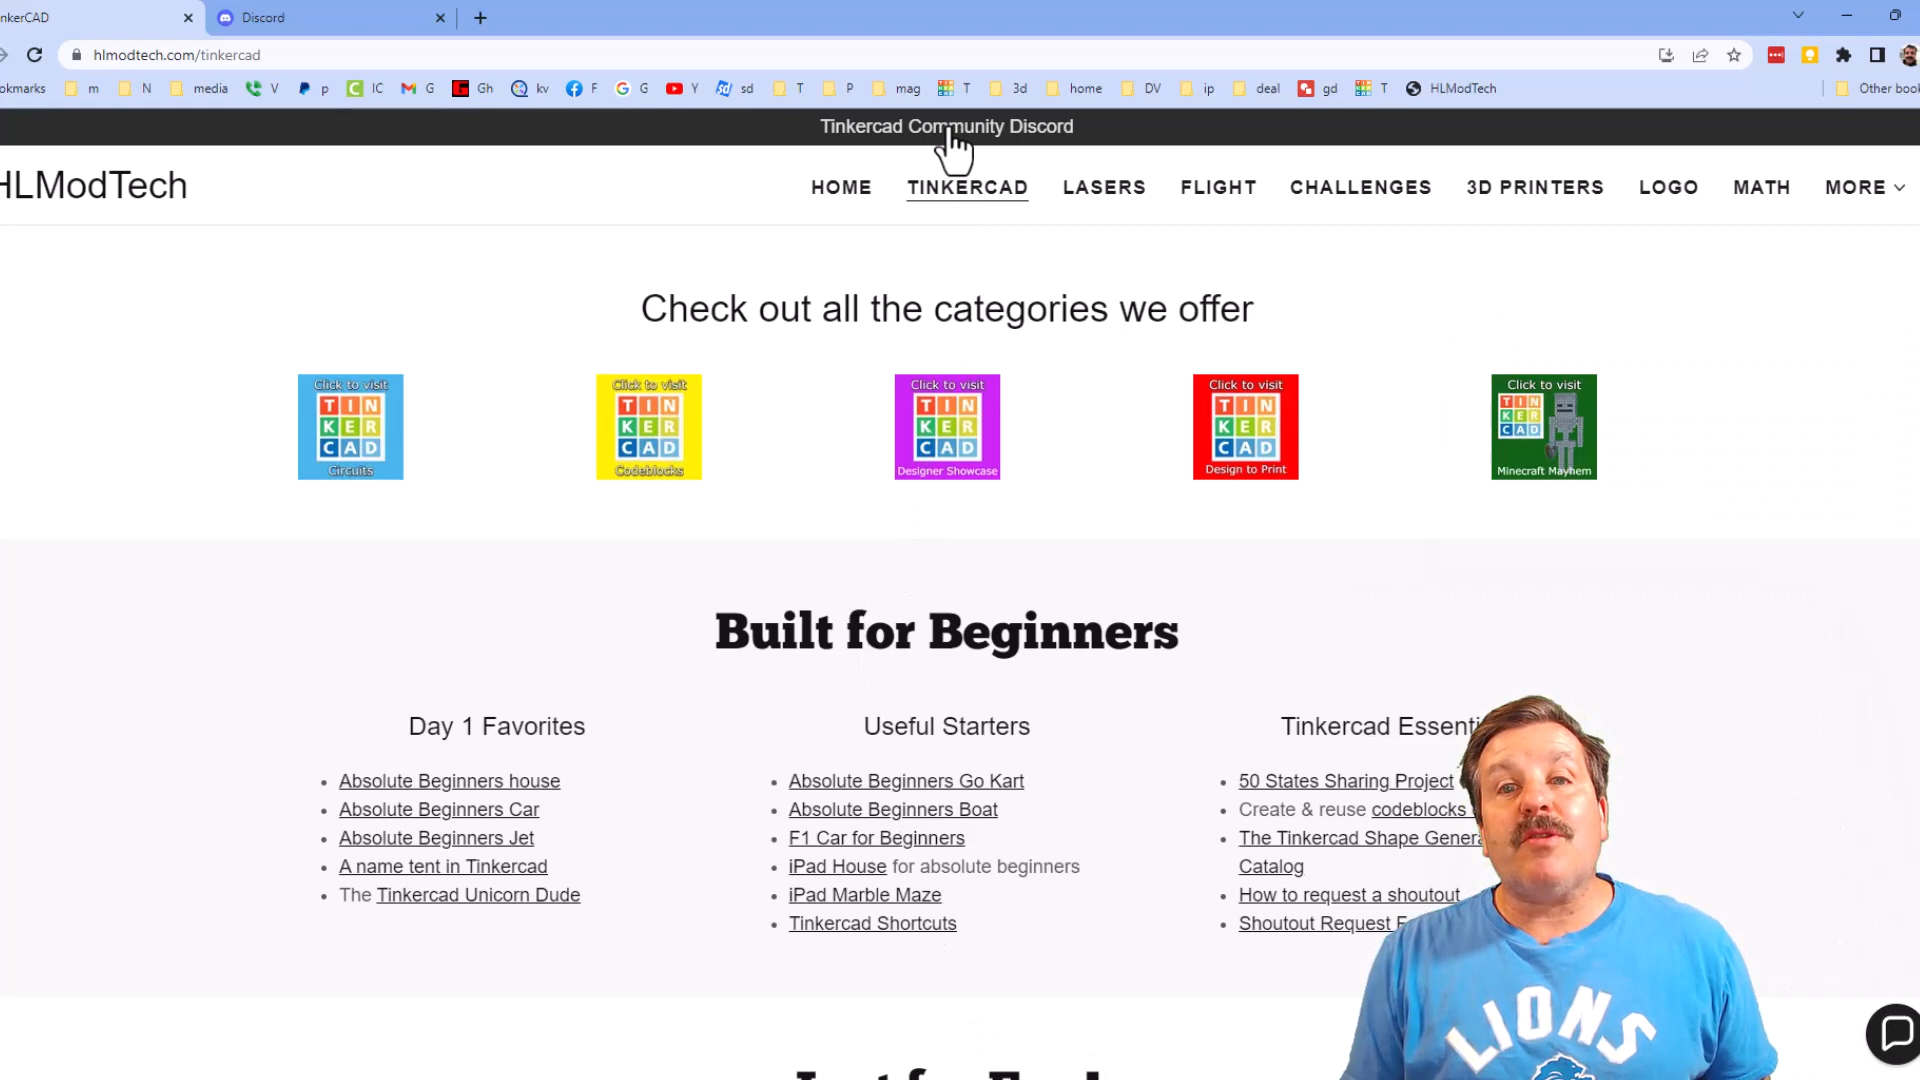 nkerCAD
Discord
hlmodtech.com/tinkercad
okmarks m N media V p IC G Gh kv F G Y sd T P mag T 3d home DV ip deal gd T HLModTech Other book
Tinkercad Community Discord
HLModTech
HOME TINKERCAD LASERS FLIGHT CHALLENGES 3D PRINTERS LOGO MATH MORE
Check out all the categories we offer
Click to visit
TIN
KER
CAD
Circuits
Click to visit
TIN
KER
CAD
Codeblocks
Click to visit
TIN
KER
CAD
Designer Showcase
Click to visit
TIN
KER
CAD
Design to Print
Click to visit
TIN
KER
CAD
Minecraft Mayhem
Built for Beginners
Day 1 Favorites
Absolute Beginners house
Absolute Beginners Car
Absolute Beginners Jet
A name tent in Tinkercad
The Tinkercad Unicorn Dude
Useful Starters
Absolute Beginners Go Kart
Absolute Beginners Boat
F1 Car for Beginners
iPad House for absolute beginners
iPad Marble Maze
Tinkercad Shortcuts
Tinkercad Essenti
50 States Sharing Project
Create & reuse codeblocks
The Tinkercad Shape Genera
Catalog
How to request a shoutout
Shoutout Request F
LIONS